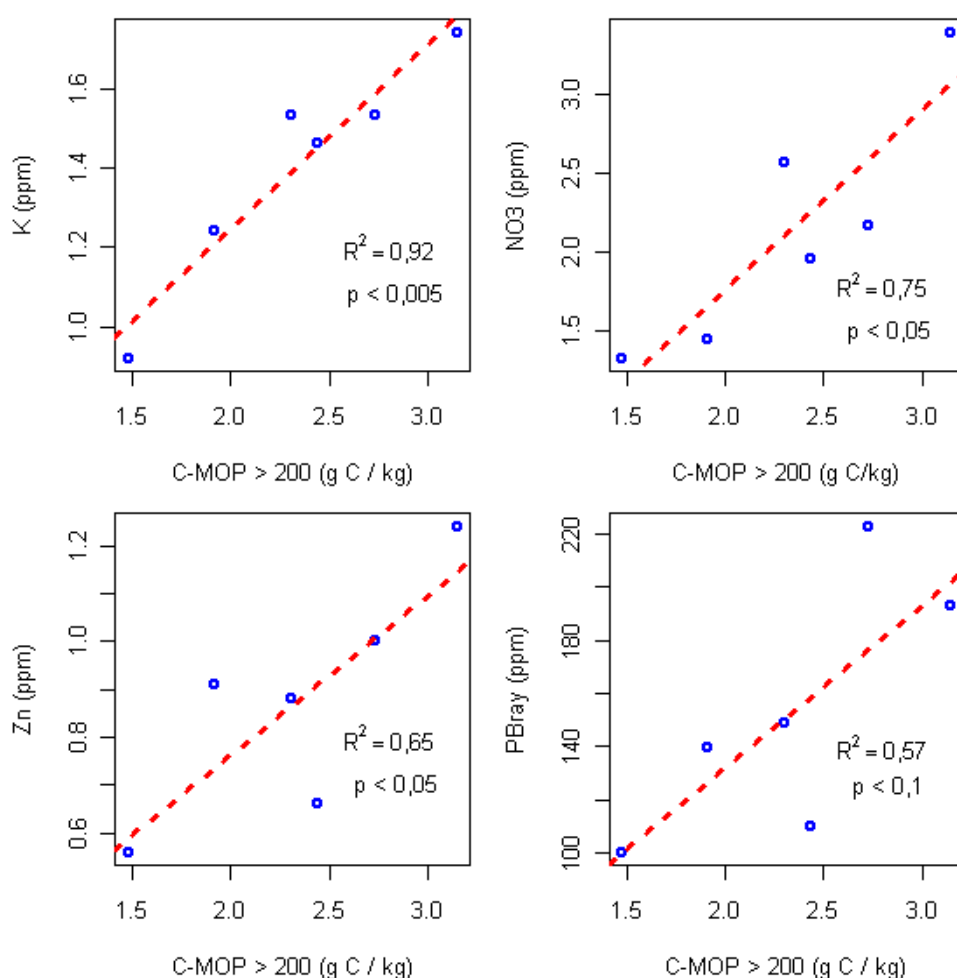 K (ppm)
1.0 1.2 1.4 1.6
R² = 0,92
p < 0,005
1.5 2.0 2.5 3.0
C-MOP > 200 (g C / kg)
NO3 (ppm)
1.5 2.0 2.5 3.0
R² = 0,75
p < 0,05
1.5 2.0 2.5 3.0
C-MOP > 200 (g C/kg)
Zn (ppm)
0.6 0.8 1.0 1.2
R² = 0,65
p < 0,05
1.5 2.0 2.5 3.0
C-MOP > 200 (g C / kg)
PBray (ppm)
100 140 180 220
R² = 0,57
p < 0,1
1.5 2.0 2.5 3.0
C-MOP > 200 (g C / kg)